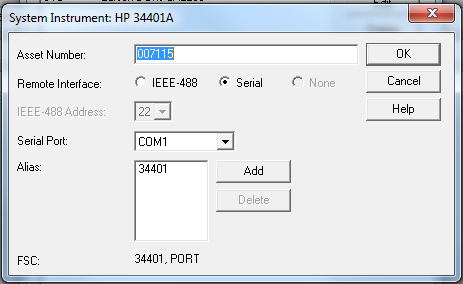 System Instrument: HP 34401A
Asset Number:
007115
OK
Remote Interface:
IEEE-488
Serial
None
Cancel
IEEE-488 Address:
22
Help
Serial Port:
COM1
Alias:
34401
Add
Delete
FSC:
34401, PORT